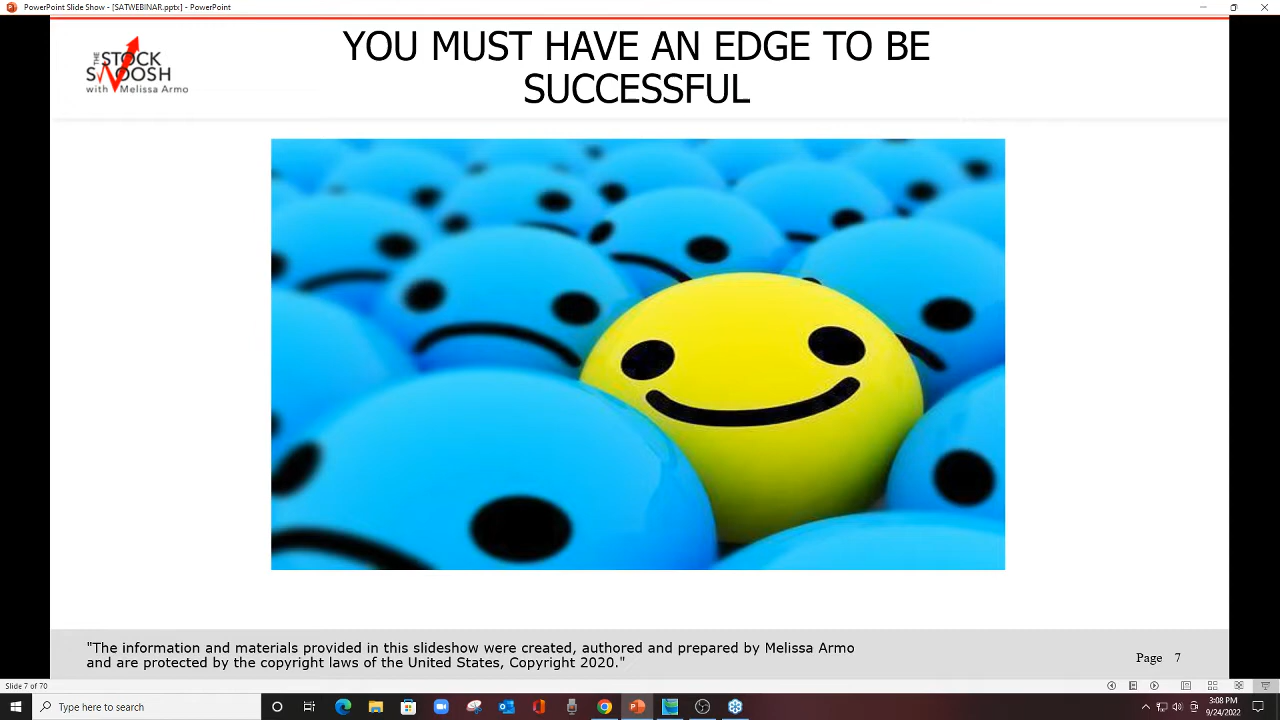 PowerPoint Slide Show - [SATWEBINAR.pptx] - PowerPoint
THE STOCK
SWOOSH
with Melissa Armo
YOU MUST HAVE AN EDGE TO BE
SUCCESSFUL
"The information and materials provided in this slideshow were created, authored and prepared by Melissa Armo
and are protected by the copyright laws of the United States, Copyright 2020."
Page 7
Slide 7 of 70
Type here to search
3:08 PM
9/24/2022